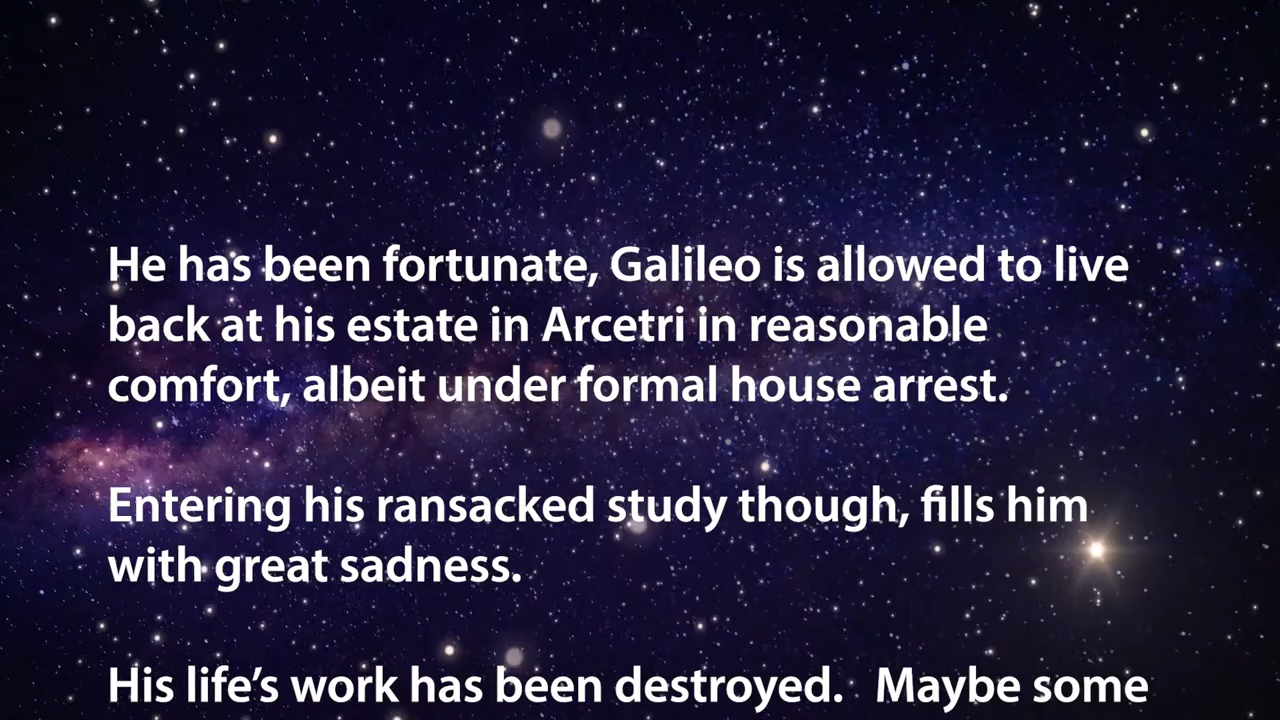 He has been fortunate, Galileo is allowed to live
back at his estate in Arcetri in reasonable
comfort, albeit under formal house arrest.
Entering his ransacked study though, fills him
with great sadness.
His life’s work has been destroyed.   Maybe some